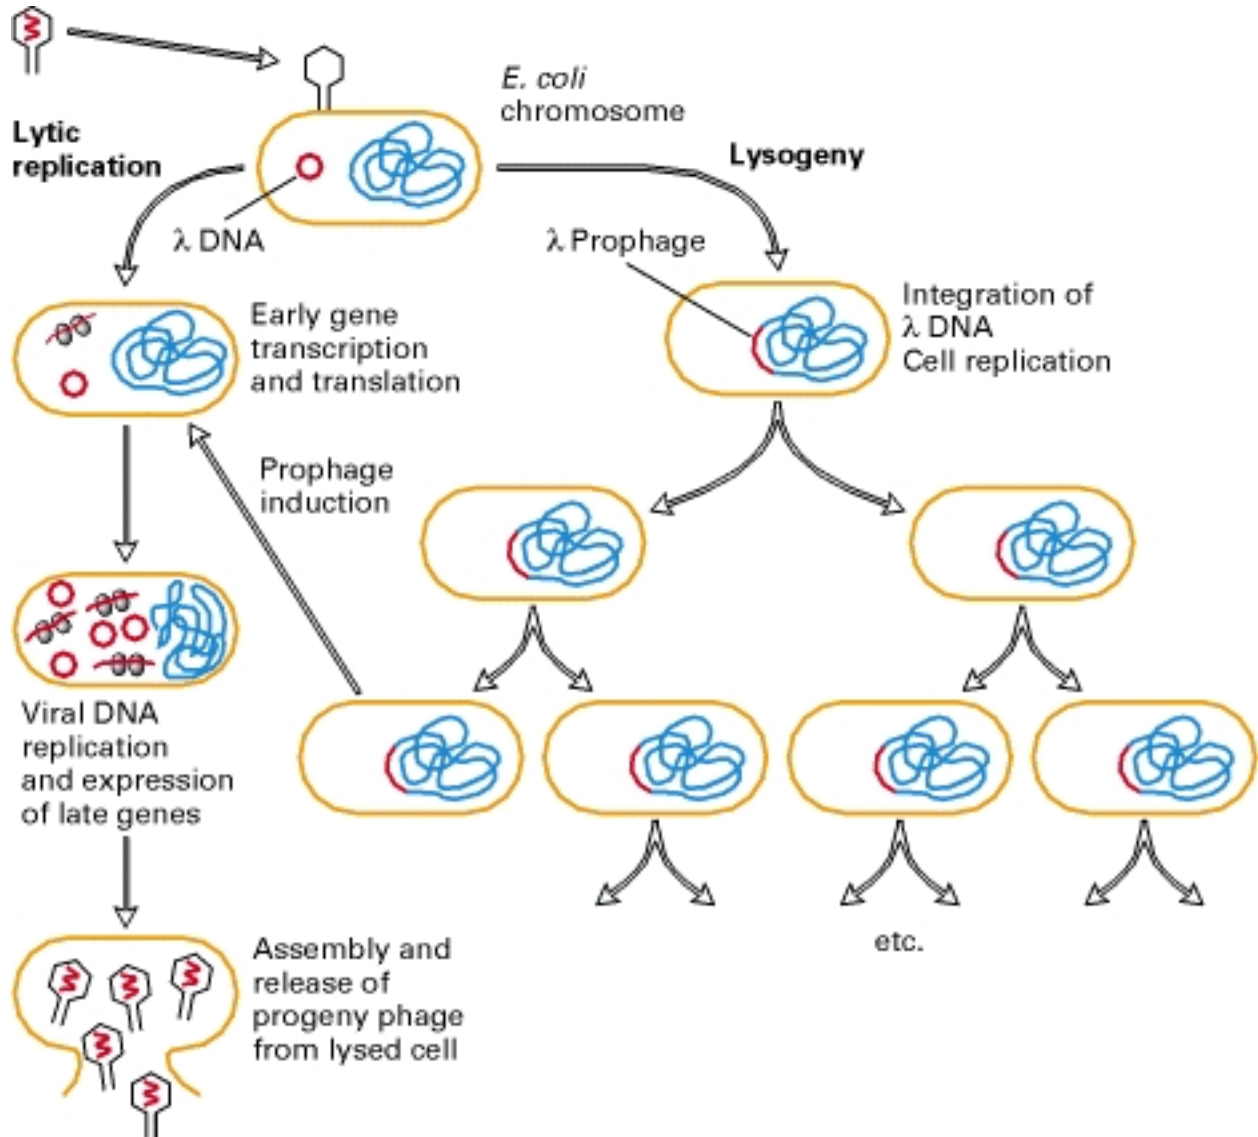 E. coli
chromosome
Lytic
replication
Lysogeny
λ DNA
λ Prophage
Integration of
λ DNA
Cell replication
Early gene
transcription
and translation
Prophage
induction
Viral DNA
replication
and expression
of late genes
etc.
Assembly and
release of
progeny phage
from lysed cell